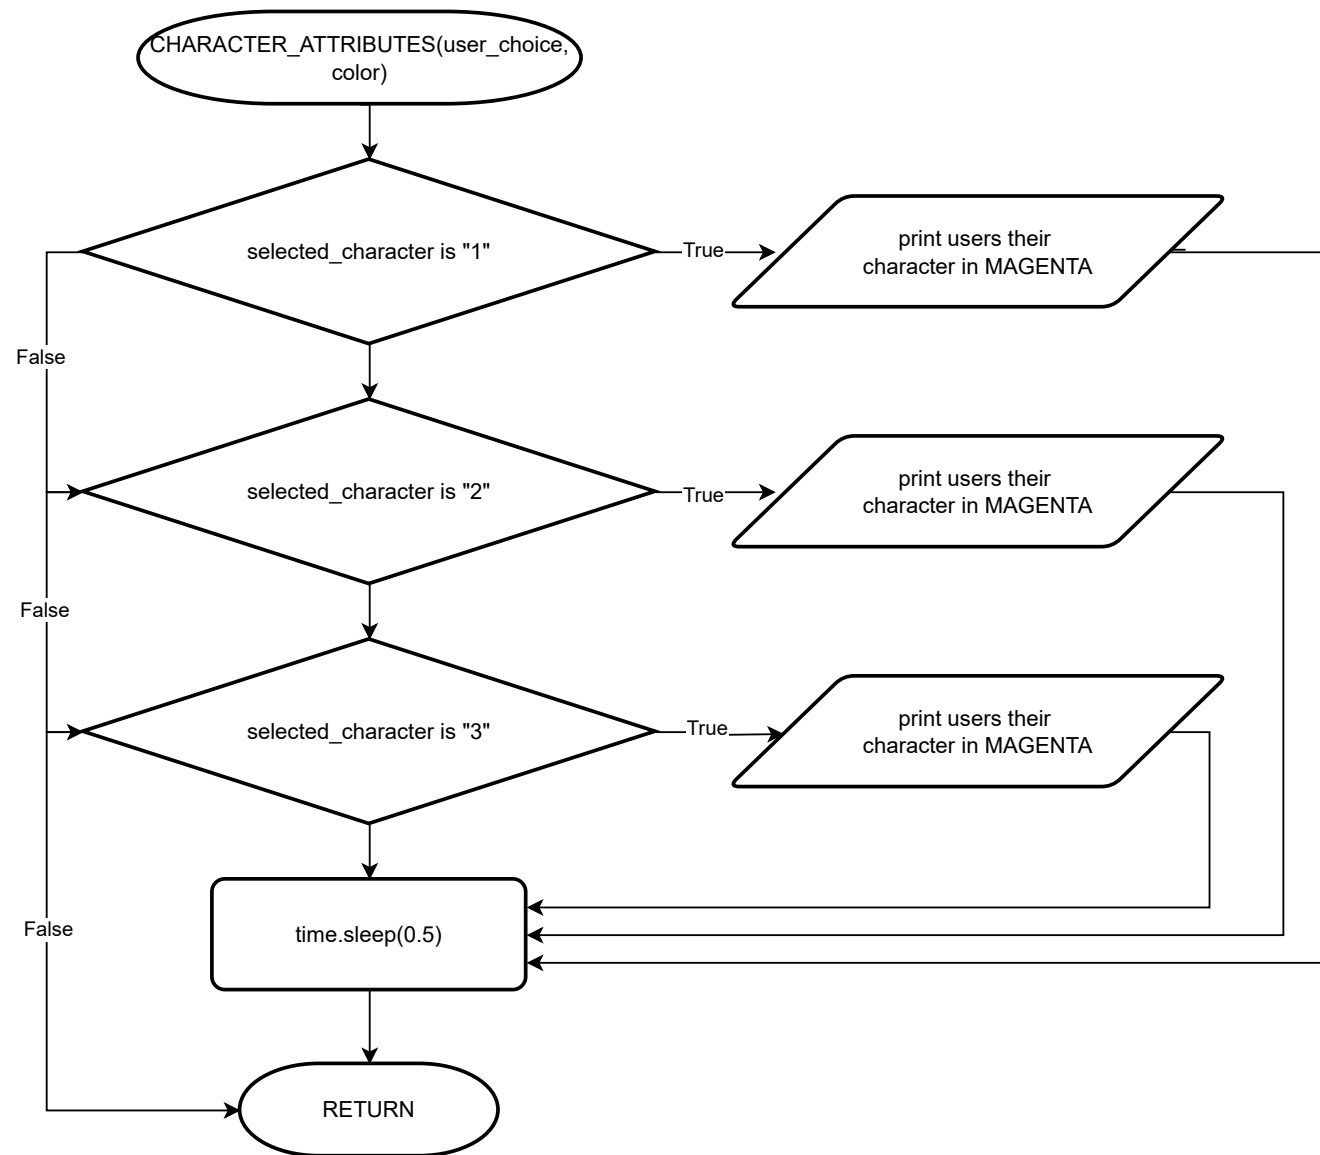 CHARACTER_ATTRIBUTES(user_choice,
color)
selected_character is "1"
True
print users their
character in MAGENTA
False
selected_character is "2"
True
print users their
character in MAGENTA
False
selected_character is "3"
True
print users their
character in MAGENTA
False
time.sleep(0.5)
RETURN